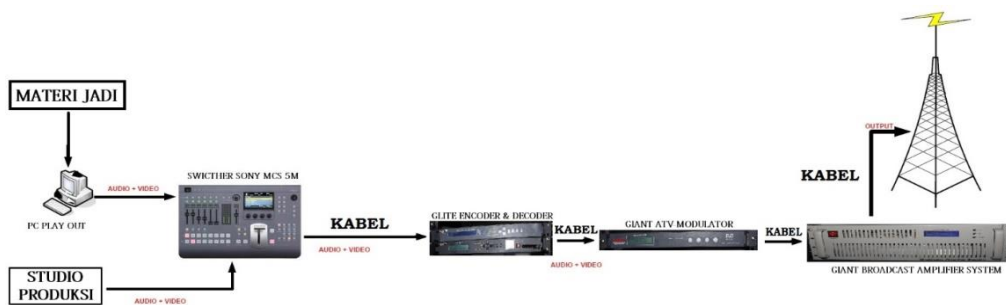 MATERI JADI
PC PLAY OUT
AUDIO + VIDEO
STUDIO
PRODUKSI
AUDIO + VIDEO
SWICTHER SONY MCS 5M
KABEL
AUDIO + VIDEO
GLITE ENCODER & DECODER
KABEL
AUDIO + VIDEO
GIANT ATV MODULATOR
KABEL
GIANT BROADCAST AMPLIFIER SYSTEM
KABEL
OUTPUT